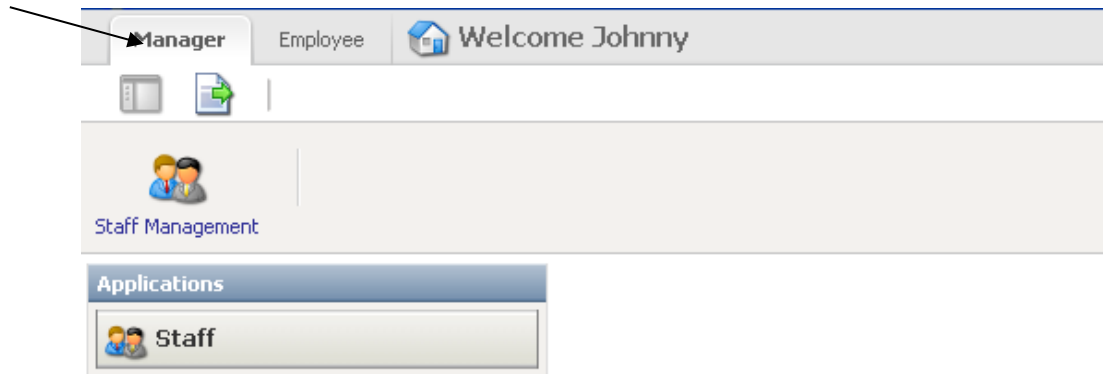 Manager Employee Welcome Johnny
Staff Management
Applications
Staff